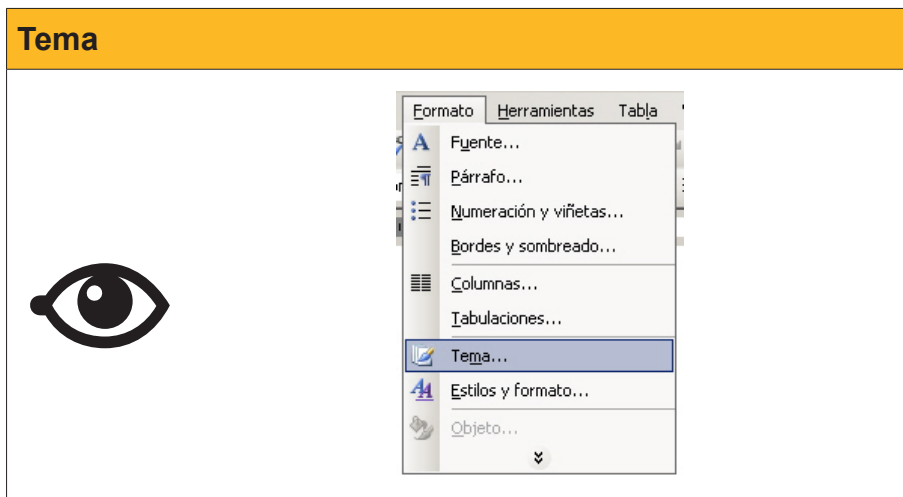 Tema
Formato Herramientas Tabla
Fuente...
Párrafo...
Numeración y viñetas...
Bordes y sombreado...
Columnas...
Tabulaciones...
Tema...
Estilos y formato...
Objeto...